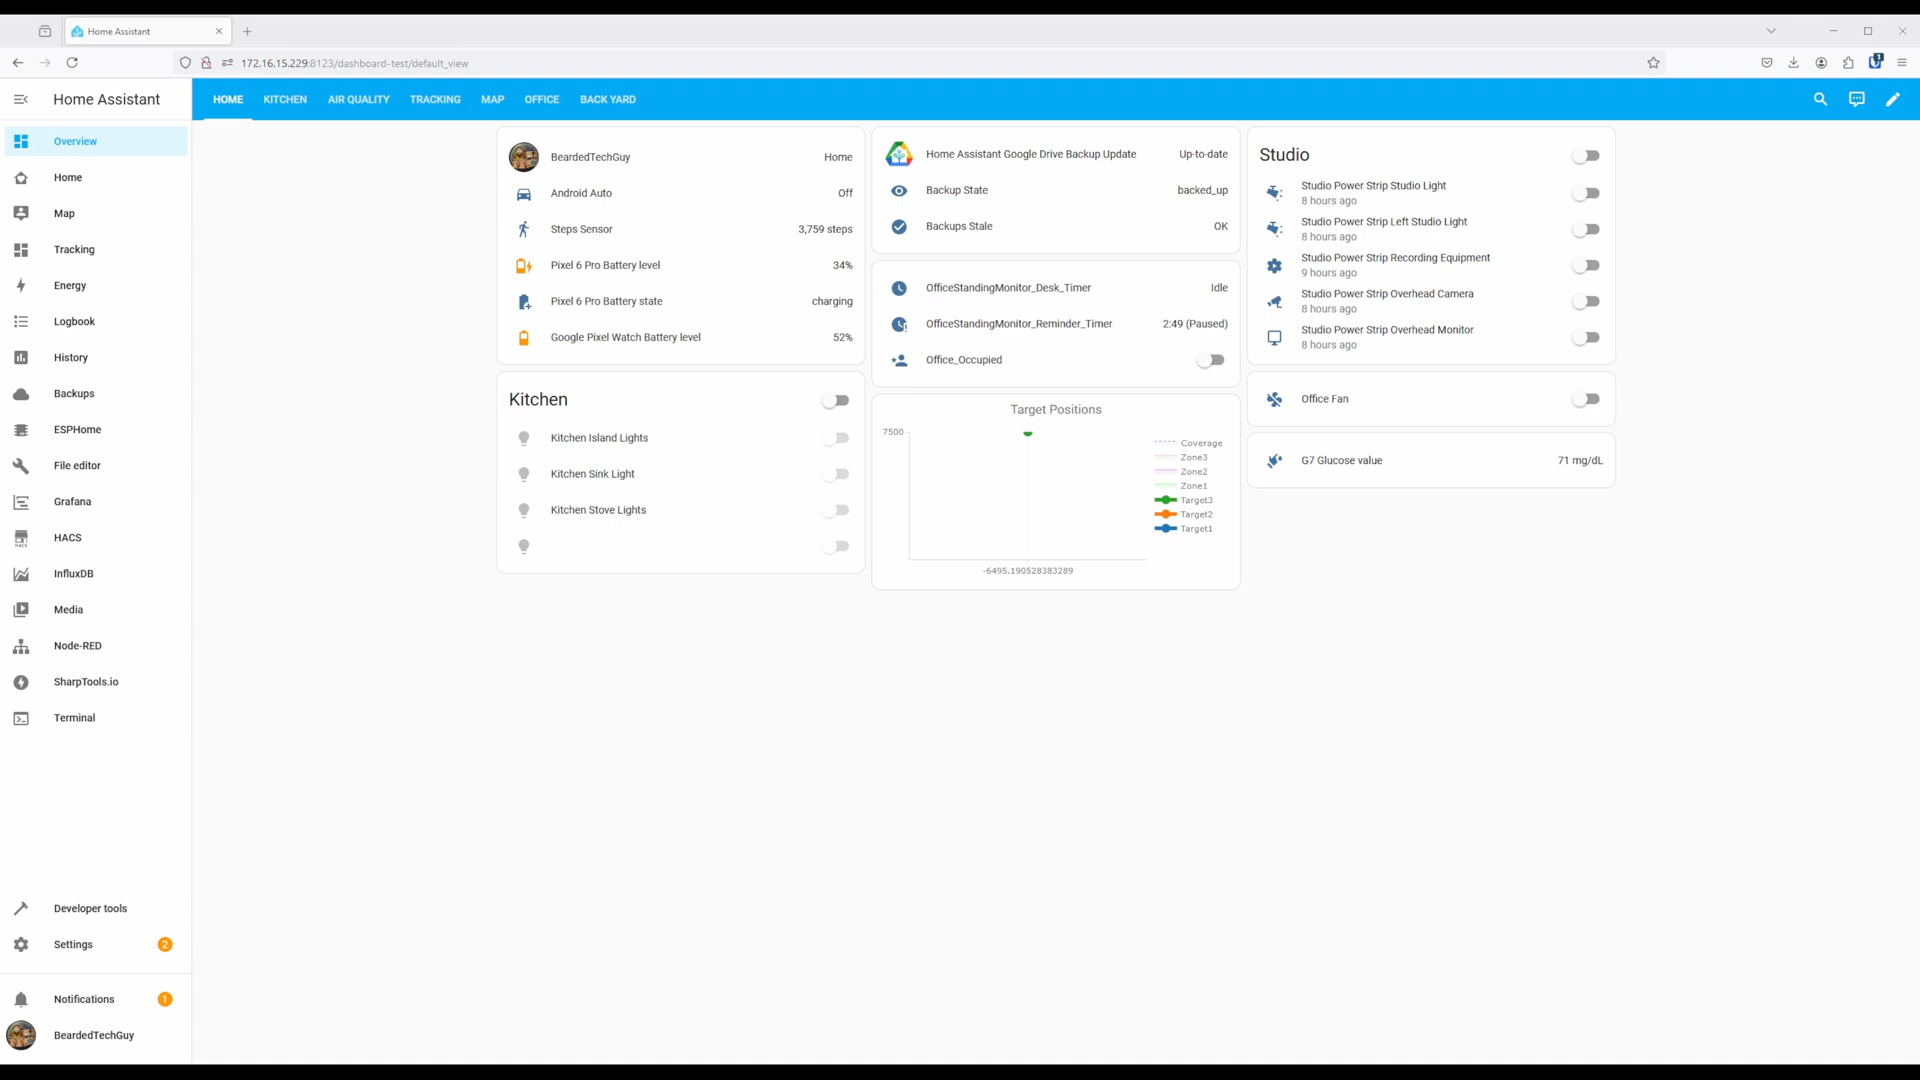 Home Assistant
172.16.15.229:8123/dashboard-test/default_view
1
Home Assistant
HOME
KITCHEN
AIR QUALITY
TRACKING
MAP
OFFICE
BACK YARD
Overview
Home
Map
Tracking
Energy
Logbook
History
Backups
ESPHome
File editor
Grafana
HACS
InfluxDB
Media
Node-RED
SharpTools.io
Terminal
Developer tools
Settings 2
Notifications 1
BeardedTechGuy
BeardedTechGuy Home
Android Auto Off
Steps Sensor 3,759 steps
Pixel 6 Pro Battery level 34%
Pixel 6 Pro Battery state charging
Google Pixel Watch Battery level 52%
Kitchen
Kitchen Island Lights
Kitchen Sink Light
Kitchen Stove Lights
Home Assistant Google Drive Backup Update Up-to-date
Backup State backed_up
Backups Stale OK
OfficeStandingMonitor_Desk_Timer Idle
OfficeStandingMonitor_Reminder_Timer 2:49 (Paused)
Office_Occupied
Target Positions
7500
-6495.190528383289
Coverage
Zone3
Zone2
Zone1
Target3
Target2
Target1
Studio
Studio Power Strip Studio Light
8 hours ago
Studio Power Strip Left Studio Light
8 hours ago
Studio Power Strip Recording Equipment
9 hours ago
Studio Power Strip Overhead Camera
8 hours ago
Studio Power Strip Overhead Monitor
8 hours ago
Office Fan
G7 Glucose value 71 mg/dL